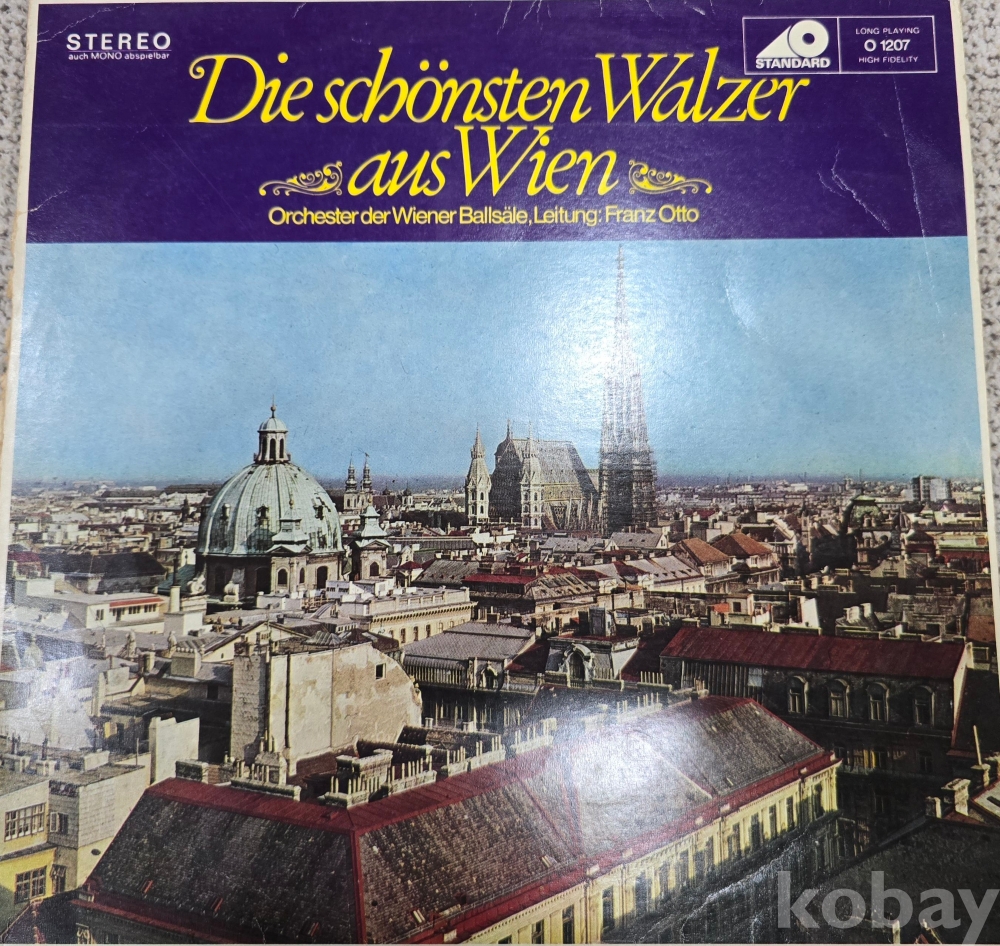 STEREO
auch MONO abspielbar
STANDARD
LONG PLAYING
O 1207
HIGH FIDELITY
Die schönsten Walzer
aus Wien
Orchester der Wiener Ballsäle, Leitung: Franz Otto
kobay